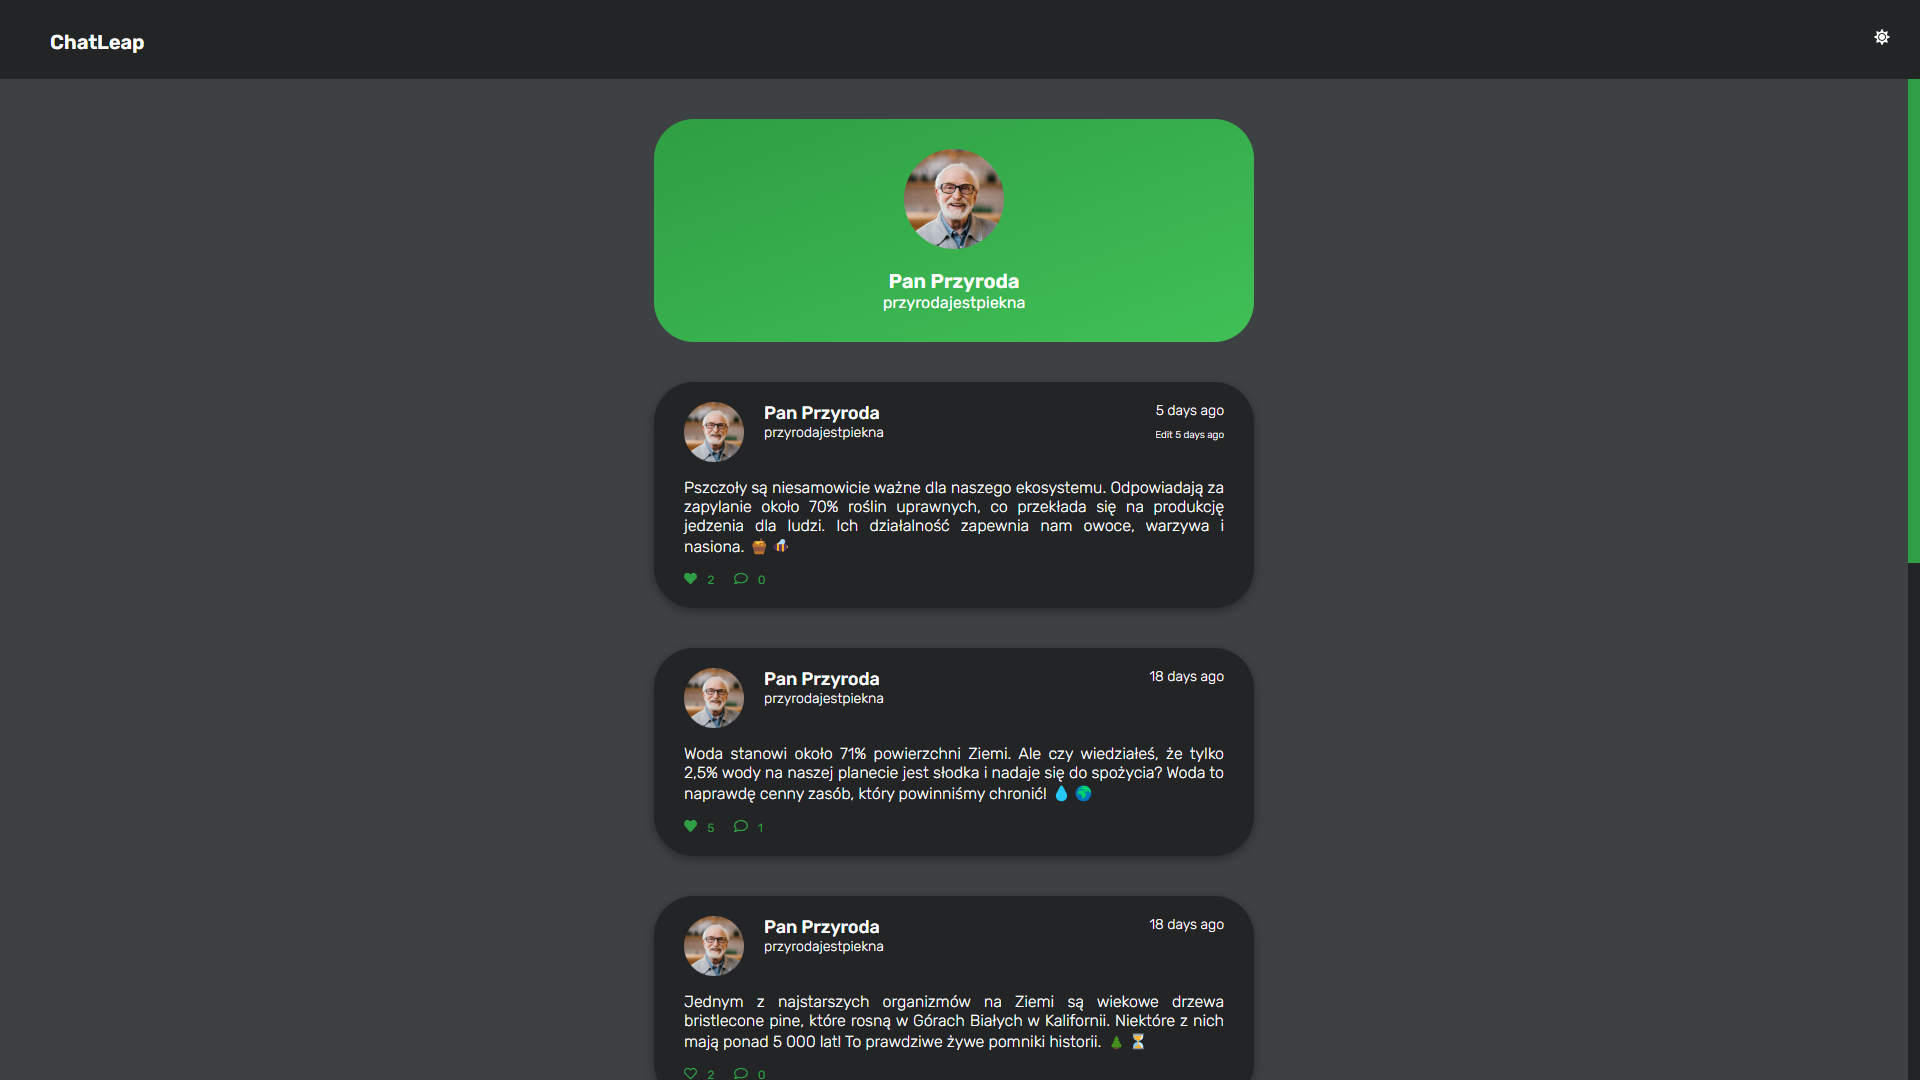 ChatLeap
Pan Przyroda
przyrodajestpiekna
Pan Przyroda
przyrodajestpiekna
5 days ago
Edit 5 days ago
Pszczoły są niesamowicie ważne dla naszego ekosystemu. Odpowiadają za
zapylanie około 70% roślin uprawnych, co przekłada się na produkcję
jedzenia dla ludzi. Ich działalność zapewnia nam owoce, warzywa i
nasiona. 🍯 🐝
2 0
Pan Przyroda
przyrodajestpiekna
18 days ago
Woda stanowi około 71% powierzchni Ziemi. Ale czy wiedziałeś, że tylko
2,5% wody na naszej planecie jest słodka i nadaje się do spożycia? Woda to
naprawdę cenny zasób, który powinniśmy chronić! 💧 🌍
5 1
Pan Przyroda
przyrodajestpiekna
18 days ago
Jednym z najstarszych organizmów na Ziemi są wiekowe drzewa
bristlecone pine, które rosną w Górach Białych w Kalifornii. Niektóre z nich
mają ponad 5 000 lat! To prawdziwe żywe pomniki historii. 🌲 ⏳
2 0